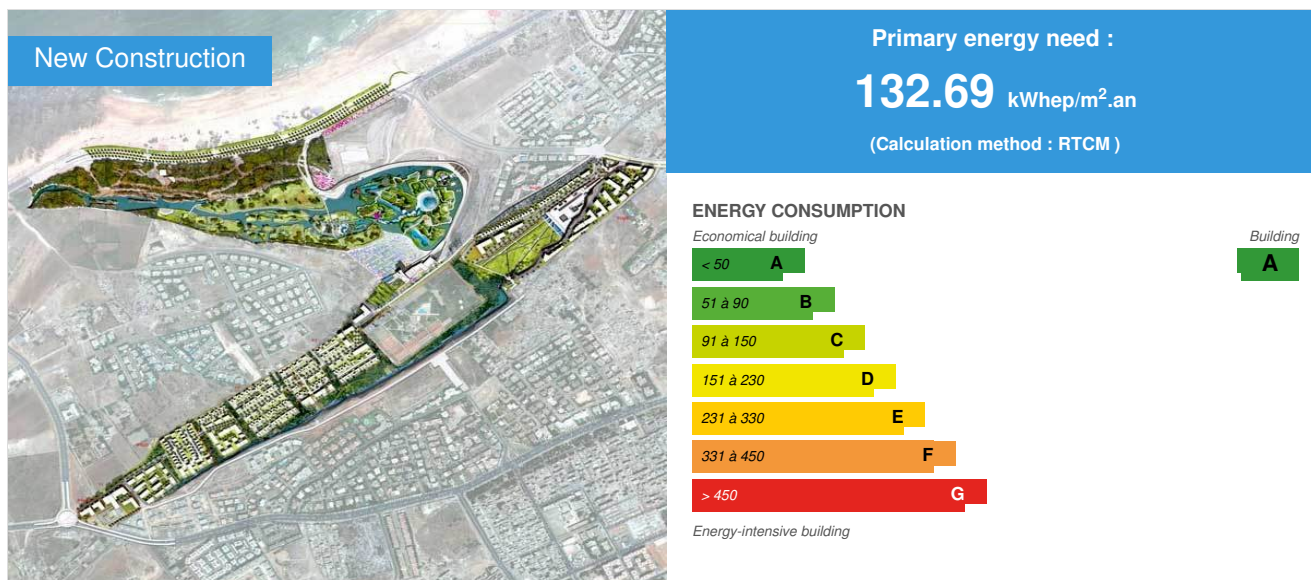 New Construction
Primary energy need :
132.69 kWhep/m².an
(Calculation method : RTCM )
ENERGY CONSUMPTION
Economical building
Building
< 50 A
A
51 à 90 B
91 à 150 C
151 à 230 D
231 à 330 E
331 à 450 F
> 450 G
Energy-intensive building